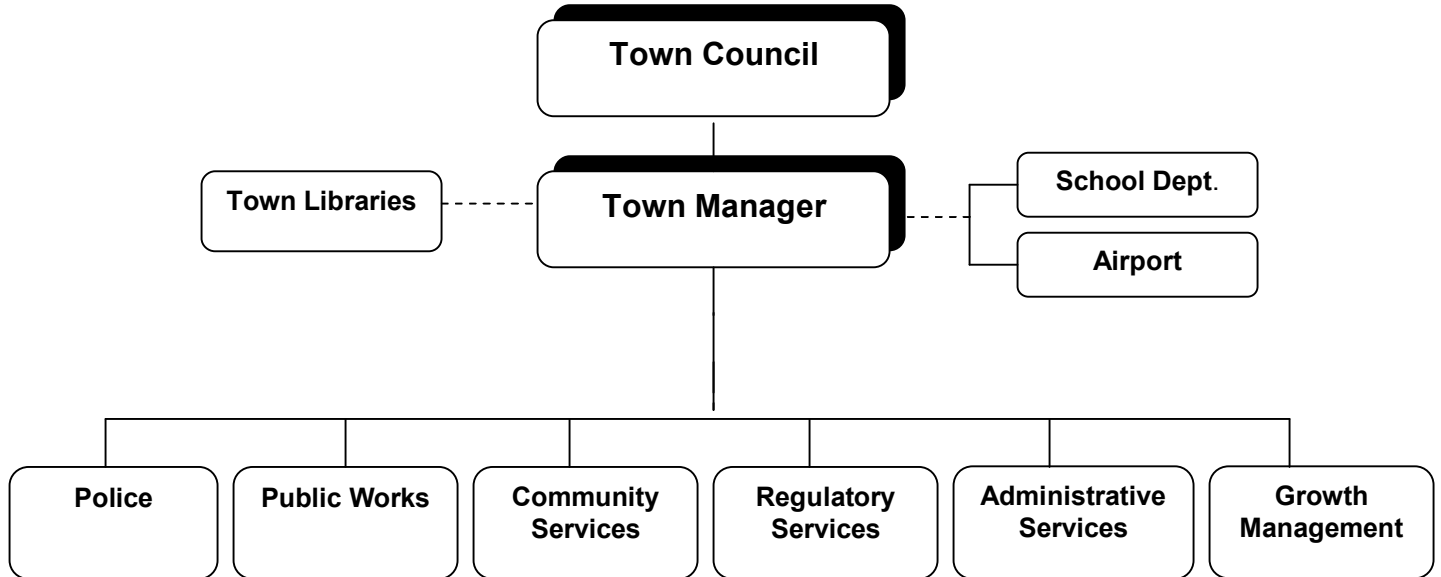 Town Council
Town Libraries
Town Manager
School Dept.
Airport
Police
Public Works
Community
Services
Regulatory
Services
Administrative
Services
Growth
Management